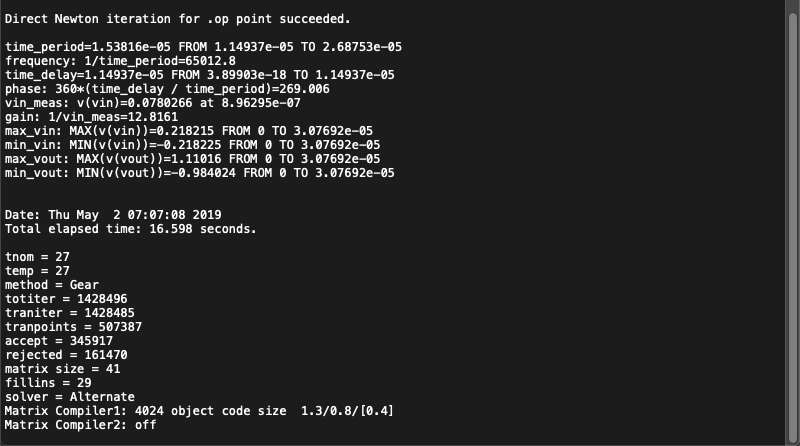 Direct Newton iteration for .op point succeeded.
time_period=1.53816e-05 FROM 1.14937e-05 TO 2.68753e-05
frequency: 1/time_period=65012.8
time_delay=1.14937e-05 FROM 3.89903e-18 TO 1.14937e-05
phase: 360*(time_delay / time_period)=269.006
vin_meas: v(vin)=0.0780266 at 8.96295e-07
gain: 1/vin_meas=12.8161
max_vin: MAX(v(vin))=0.218215 FROM 0 TO 3.07692e-05
min_vin: MIN(v(vin))=-0.218225 FROM 0 TO 3.07692e-05
max_vout: MAX(v(vout))=1.11016 FROM 0 TO 3.07692e-05
min_vout: MIN(v(vout))=-0.984024 FROM 0 TO 3.07692e-05
Date: Thu May  2 07:07:08 2019
Total elapsed time: 16.598 seconds.
tnom = 27
temp = 27
method = Gear
totiter = 1428496
traniter = 1428485
tranpoints = 507387
accept = 345917
rejected = 161470
matrix size = 41
fillins = 29
solver = Alternate
Matrix Compiler1: 4024 object code size  1.3/0.8/[0.4]
Matrix Compiler2: off